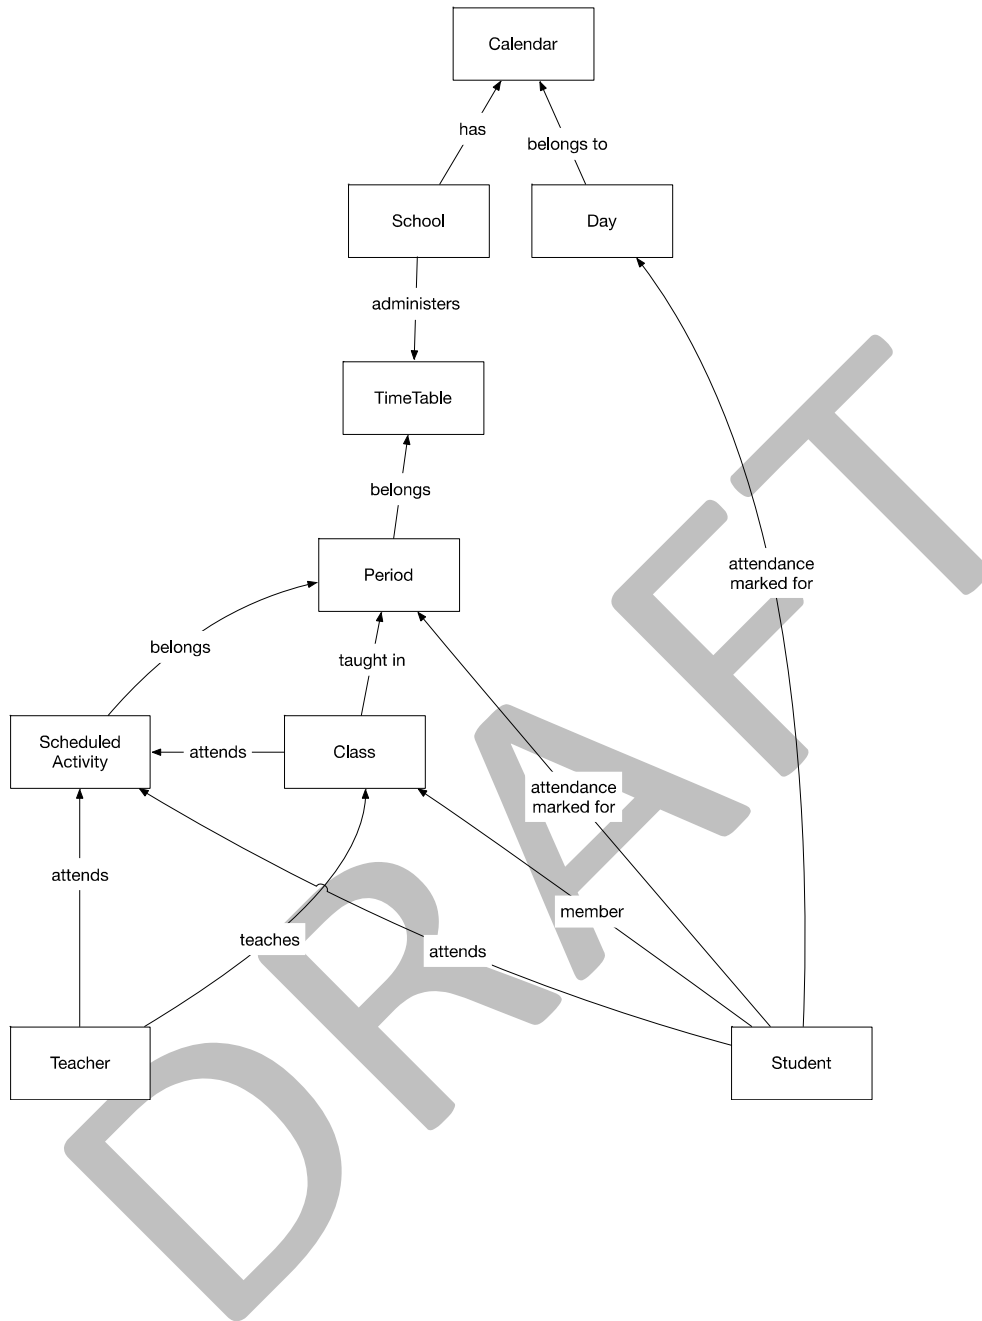 Calendar
has
belongs to
School
Day
administers
TimeTable
belongs
attendance
marked for
Period
belongs
taught in
Scheduled
Activity
attends
Class
attendance
marked for
attends
member
teaches
attends
Teacher
Student
DRAFT